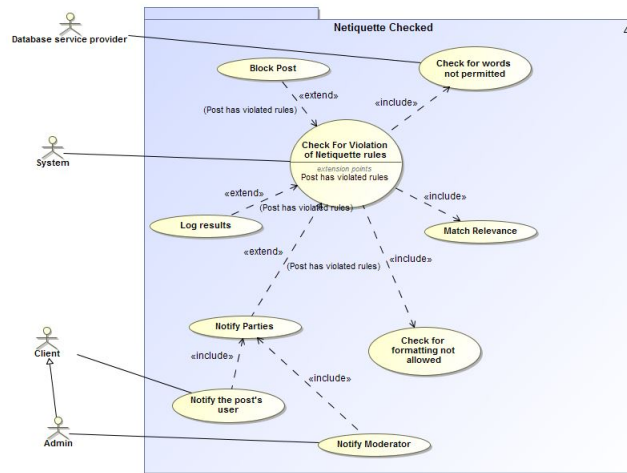 Netiquette Checked
Database service provider
Block Post
Check for words
not permitted
«extend»
(Post has violated rules)
«include»
Check For Violation
of Netiquette rules
extension points
Post has violated rules
System
«extend»
(Post has violated rules)
«include»
Log results
Match Relevance
«extend»
(Post has violated rules)
«include»
Notify Parties
Check for
formatting not
allowed
Client
«include»
«include»
Notify the post's
user
Admin
Notify Moderator